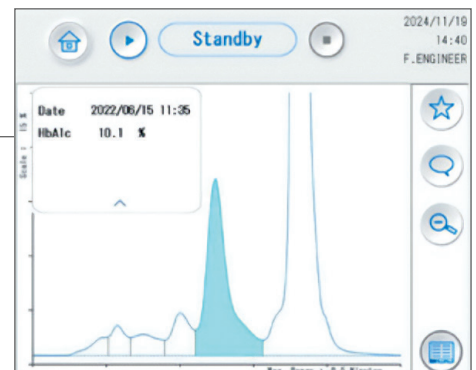 Standby
2024/11/19
14:40
F.ENGINEER
Scale : 15 %
Date 2022/06/15 11:35
HbA1c 10.1 %